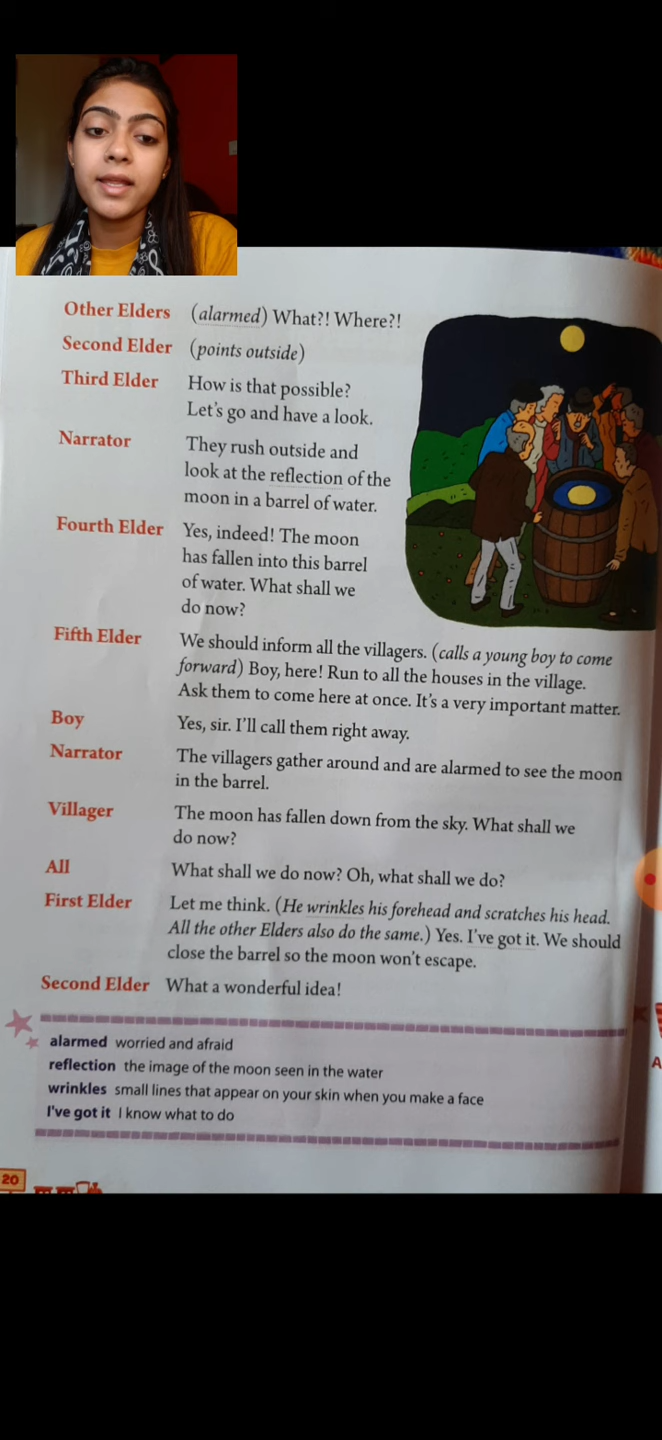 Other Elders (alarmed) What?! Where?!
Second Elder (points outside)
Third Elder How is that possible?
Let's go and have a look.
Narrator They rush outside and
look at the reflection of the
moon in a barrel of water.
Fourth Elder Yes, indeed! The moon
has fallen into this barrel
of water. What shall we
do now?
Fifth Elder We should inform all the villagers. (calls a young boy to come
forward) Boy, here! Run to all the houses in the village.
Ask them to come here at once. It's a very important matter.
Boy Yes, sir. I'll call them right away.
Narrator The villagers gather around and are alarmed to see the moon
in the barrel.
Villager The moon has fallen down from the sky. What shall we
do now?
All What shall we do now? Oh, what shall we do?
First Elder Let me think. (He wrinkles his forehead and scratches his head.
All the other Elders also do the same.) Yes. I've got it. We should
close the barrel so the moon won't escape.
Second Elder What a wonderful idea!
alarmed worried and afraid
reflection the image of the moon seen in the water
wrinkles small lines that appear on your skin when you make a face
I've got it I know what to do
20
A